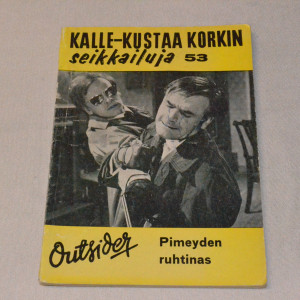 KALLE-KUSTAA KORKIN
seikkailuja 53
Outsider
Pimeyden
ruhtinas